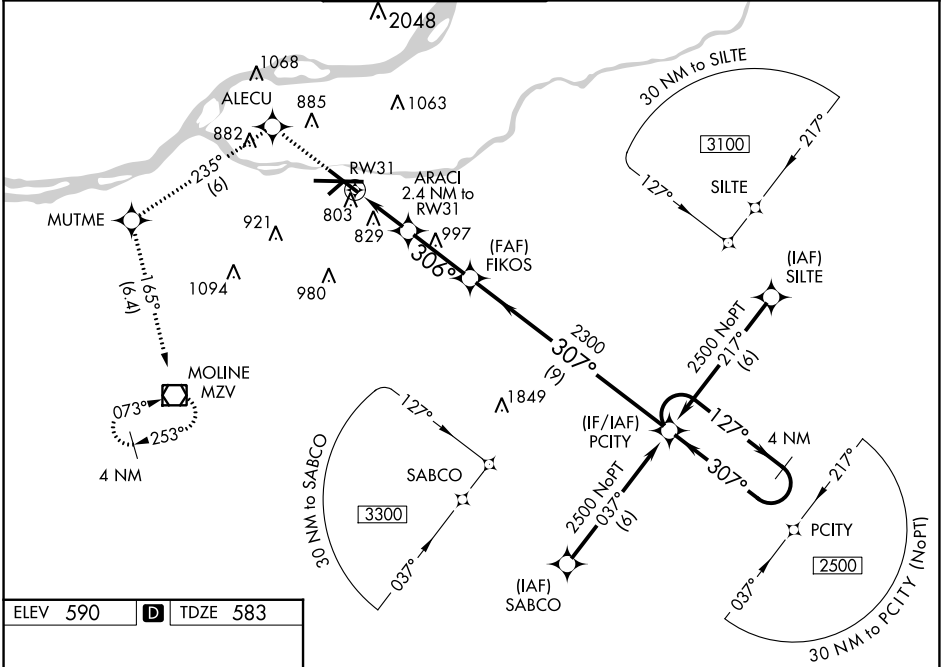 2048
1068
ALECU
885
1063
882
235°
(6)
RW31
ARACI
2.4 NM to
RW31
MUTME
803
829
921
997
306°
(FAF)
FIKOS
1094
980
165°
(6.4)
30 NM to SILTE
3100
217°
127°
SILTE
(IAF)
SILTE
2500 NoPT
217°
(6)
2300
307°
(9)
MOLINE
MZV
073°
253°
4 NM
1849
(IF/IAF)
PCITY
127°
4 NM
307°
127°
SABCO
30 NM to SABCO
3300
037°
2500 NoPT
037°
(6)
(IAF)
SABCO
217°
PCITY
2500
037°
30 NM to PCITY (NoPT)
ELEV 590 D TDZE 583